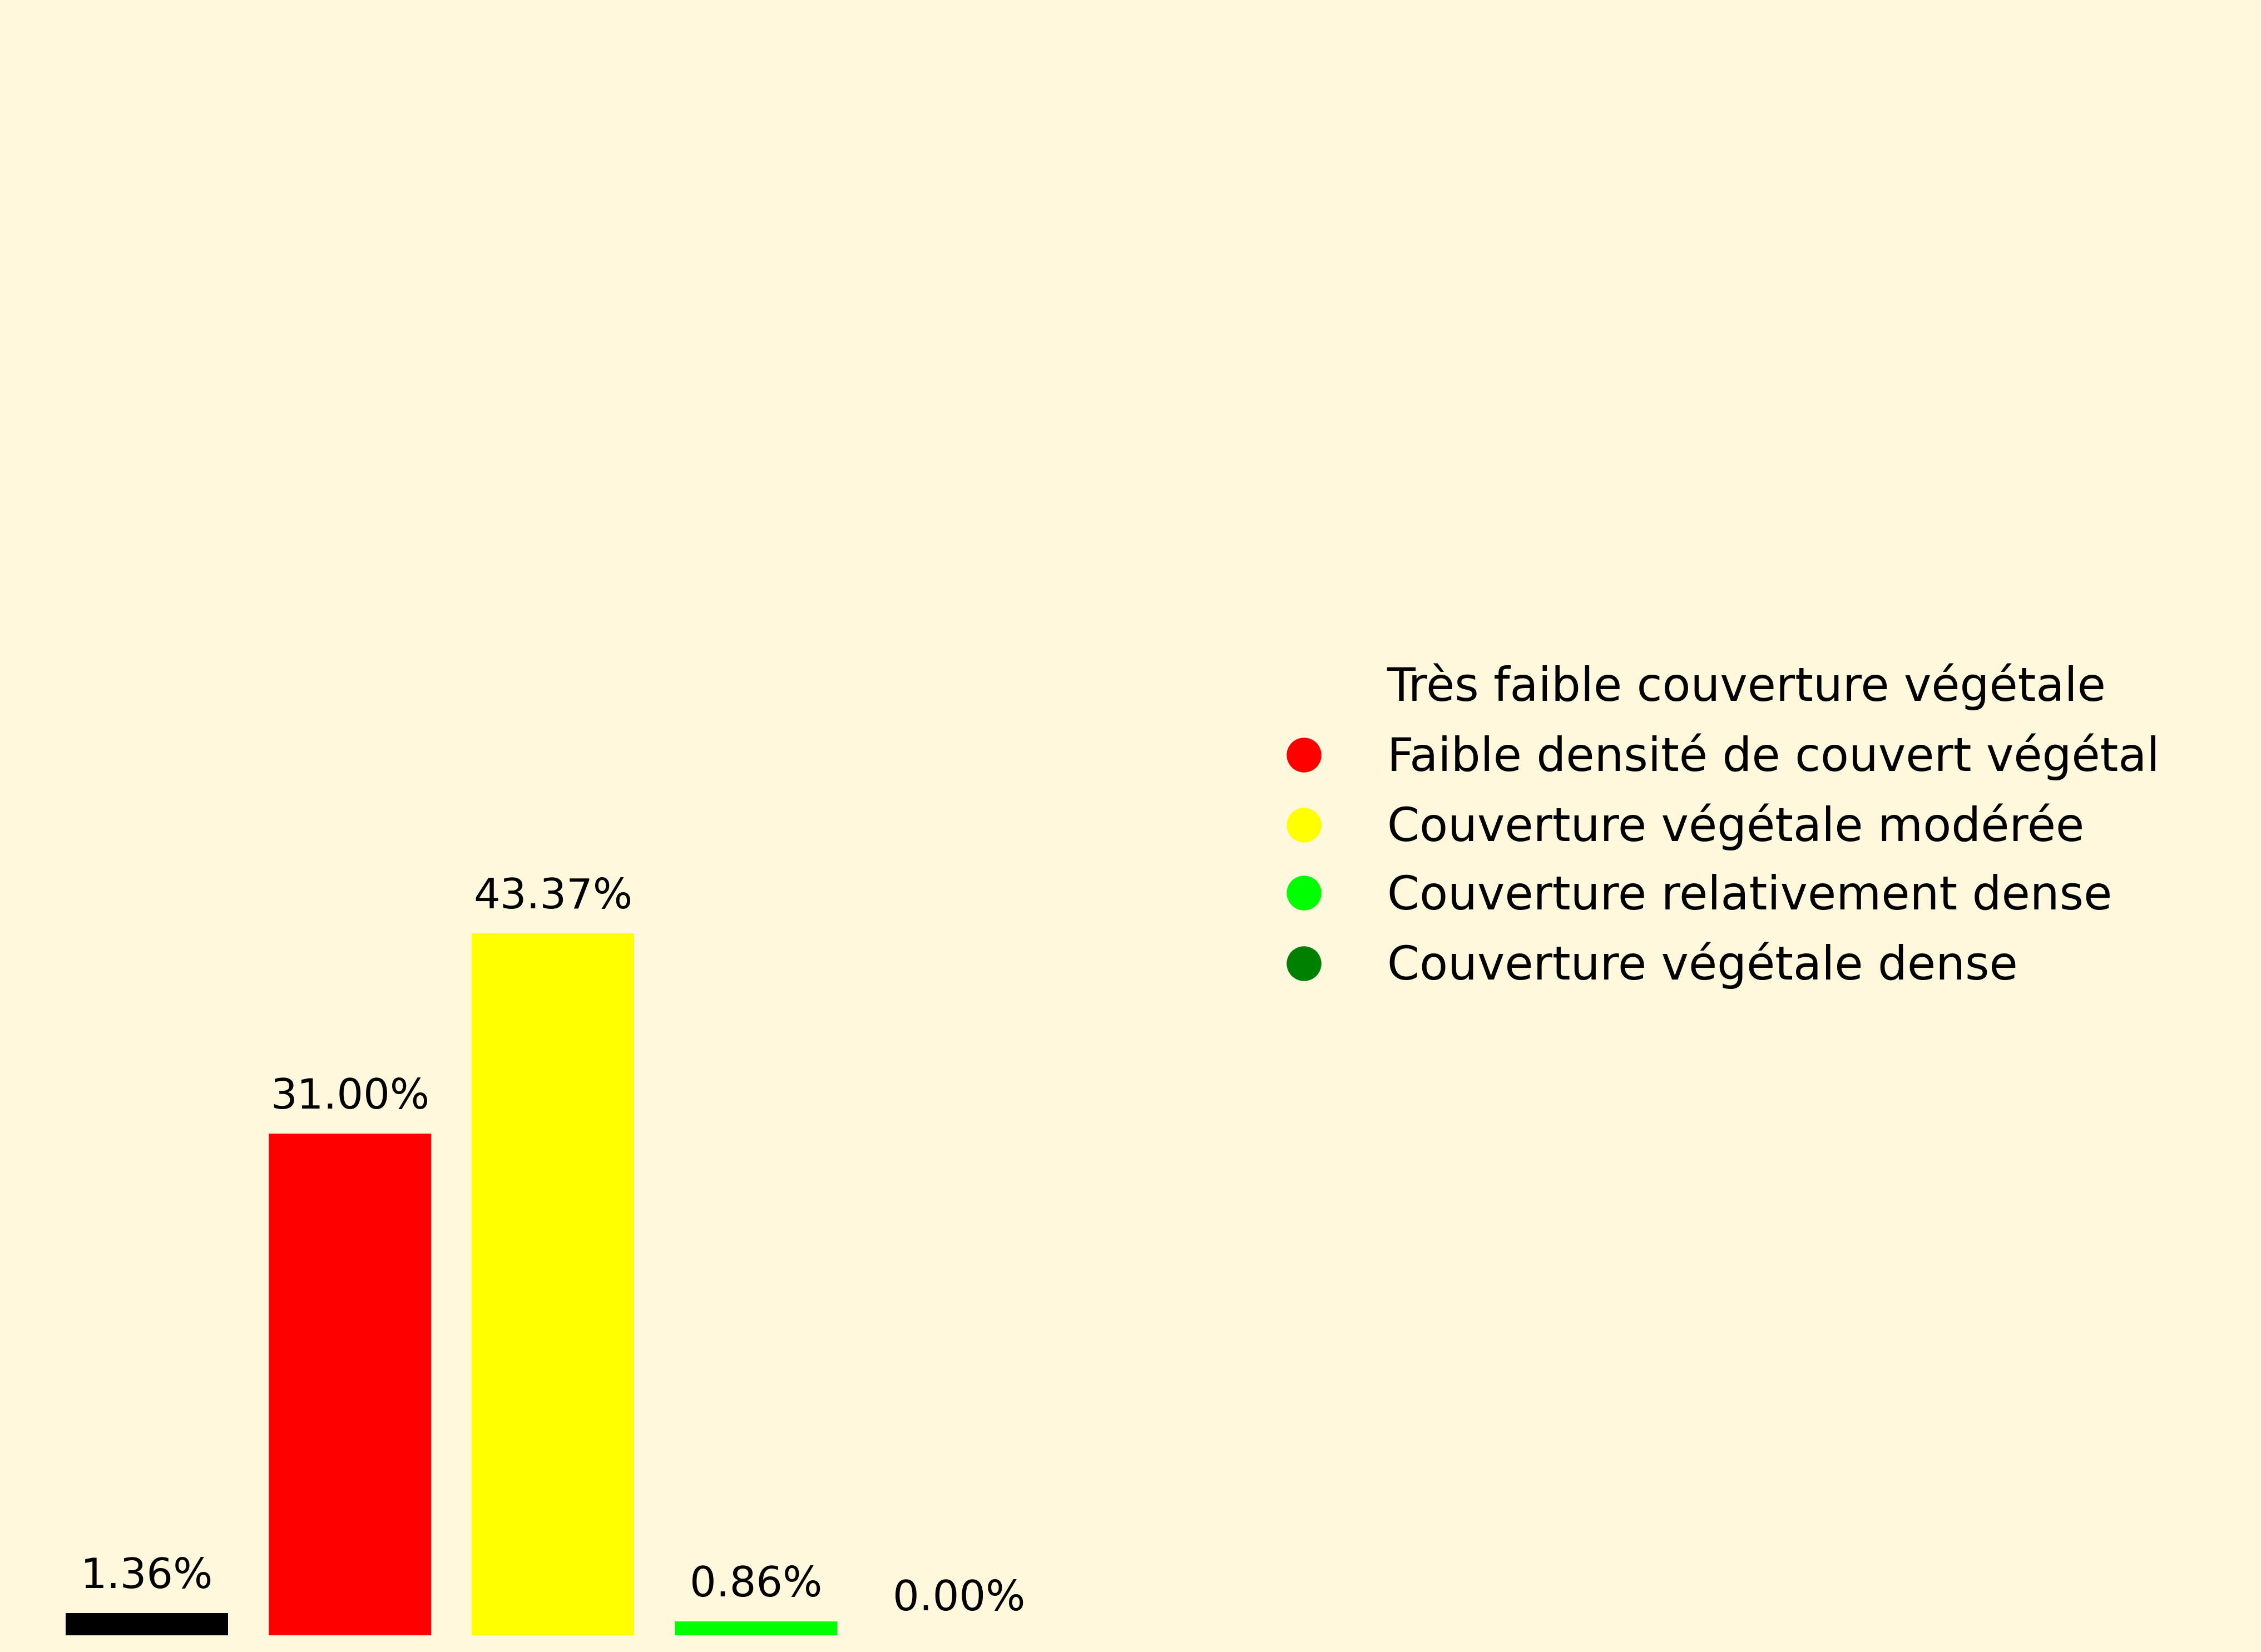 Très faible couverture végétale
Faible densité de couvert végétal
Couverture végétale modérée
Couverture relativement dense
Couverture végétale dense
43.37%
31.00%
1.36%
0.86%
0.00%